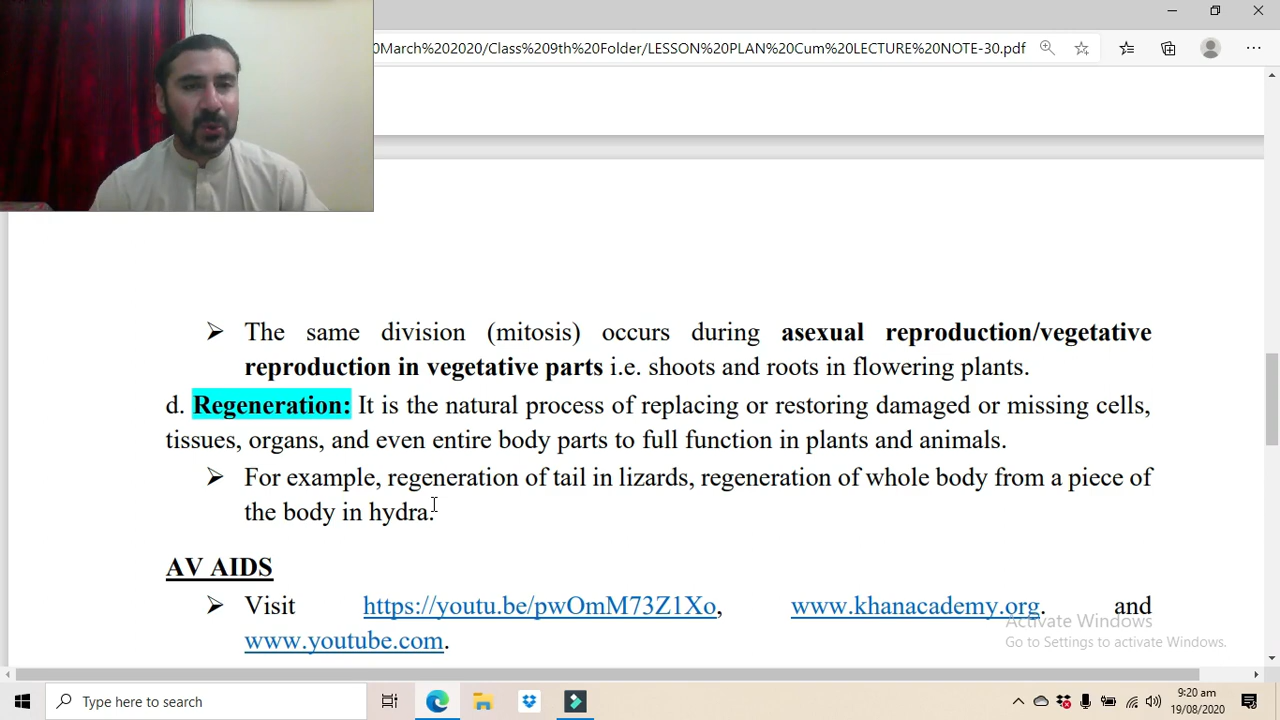 0March%202020/Class%209th%20Folder/LESSON%20PLAN%20Cum%20LECTURE%20NOTE-30.pdf
➢ The same division (mitosis) occurs during asexual reproduction/vegetative
reproduction in vegetative parts i.e. shoots and roots in flowering plants.
d. Regeneration: It is the natural process of replacing or restoring damaged or missing cells,
tissues, organs, and even entire body parts to full function in plants and animals.
➢ For example, regeneration of tail in lizards, regeneration of whole body from a piece of
the body in hydra.
AV AIDS
➢ Visit https://youtu.be/pwOmM73Z1Xo, www.khanacademy.org. and
www.youtube.com.
Activate Windows
Go to Settings to activate Windows.
Type here to search
9:20 am
19/08/2020